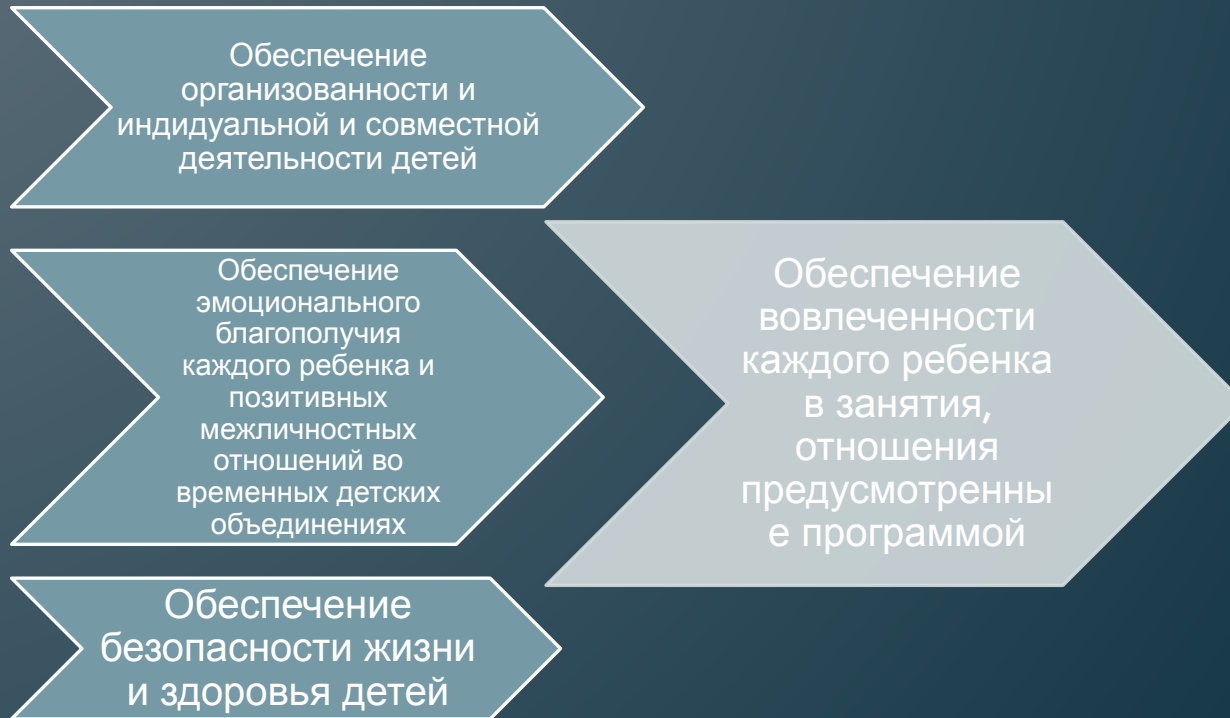 Обеспечение
организованности и
индидуальной и совместной
деятельности детей
Обеспечение
эмоционального
благополучия
каждого ребенка и
позитивных
межличностных
отношений во
временных детских
объединениях
Обеспечение
безопасности жизни
и здоровья детей
Обеспечение
вовлеченности
каждого ребенка
в занятия,
отношения
предусмотренны
е программой